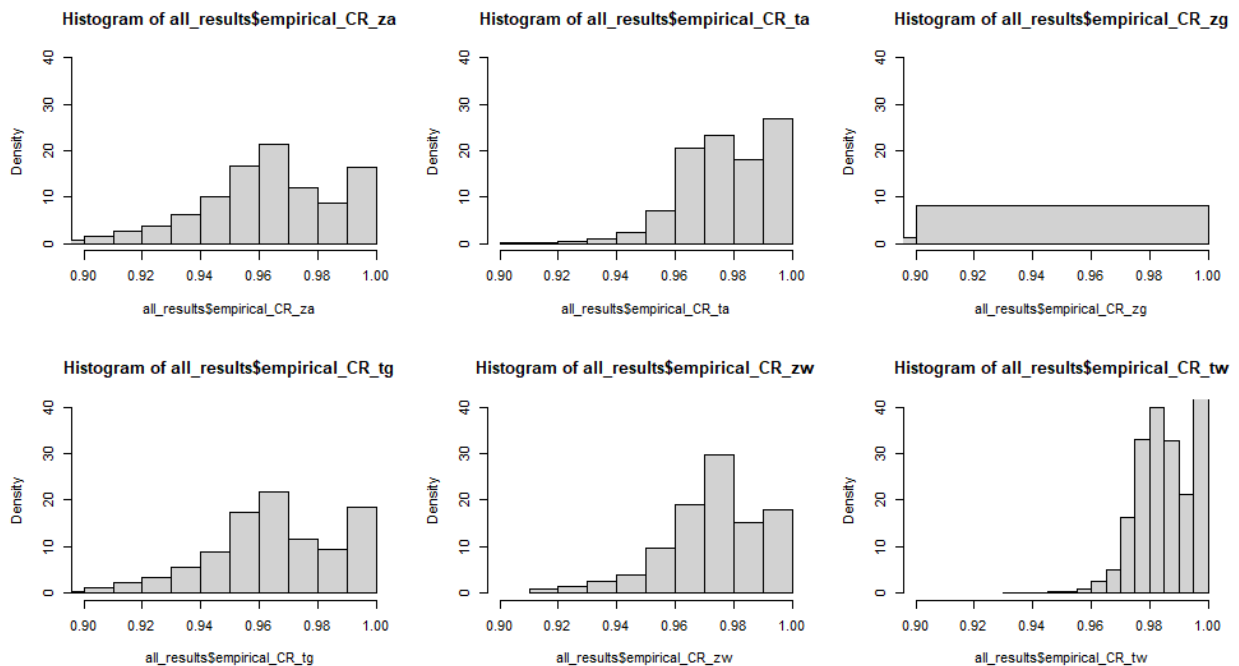 Histogram of all_results$empirical_CR_za
Density
0 10 20 30 40
0.90 0.92 0.94 0.96 0.98 1.00
all_results$empirical_CR_za
Histogram of all_results$empirical_CR_ta
Density
0 10 20 30 40
0.90 0.92 0.94 0.96 0.98 1.00
all_results$empirical_CR_ta
Histogram of all_results$empirical_CR_zg
Density
0 10 20 30 40
0.90 0.92 0.94 0.96 0.98 1.00
all_results$empirical_CR_zg
Histogram of all_results$empirical_CR_tg
Density
0 10 20 30 40
0.90 0.92 0.94 0.96 0.98 1.00
all_results$empirical_CR_tg
Histogram of all_results$empirical_CR_zw
Density
0 10 20 30 40
0.90 0.92 0.94 0.96 0.98 1.00
all_results$empirical_CR_zw
Histogram of all_results$empirical_CR_tw
Density
0 10 20 30 40
0.90 0.92 0.94 0.96 0.98 1.00
all_results$empirical_CR_tw